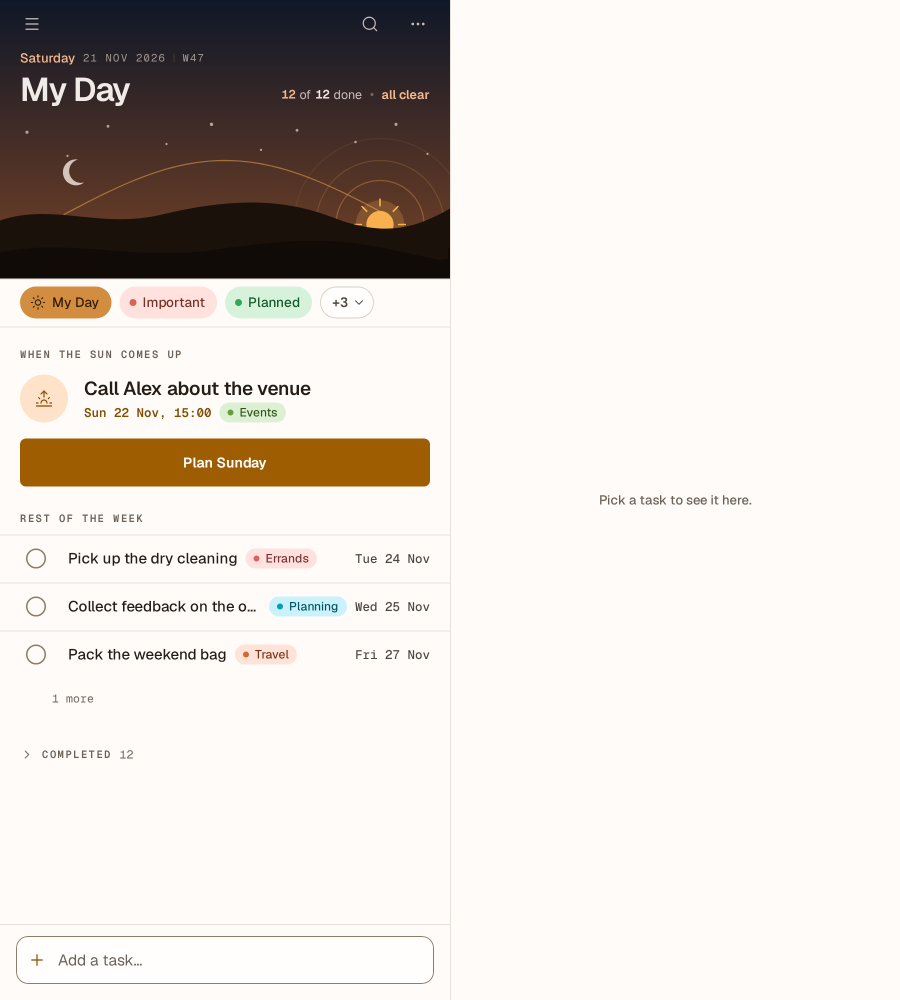 Saturday 21 NOV 2026 W47
My Day
12 of 12 done • all clear
My Day
Important
Planned
+3
WHEN THE SUN COMES UP
Call Alex about the venue
Sun 22 Nov, 15:00 Events
Plan Sunday
REST OF THE WEEK
Pick up the dry cleaning Errands Tue 24 Nov
Collect feedback on the o... Planning Wed 25 Nov
Pack the weekend bag Travel Fri 27 Nov
1 more
COMPLETED 12
Add a task...
Pick a task to see it here.